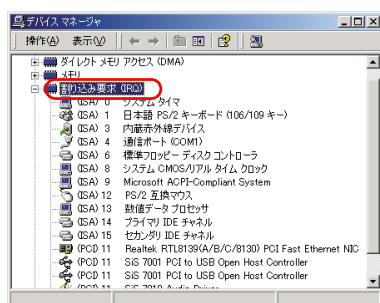 デバイス マネージャ
操作(A) 表示(V)
ダイレクト メモリ アクセス (DMA)
メモリ
割り込み要求 (IRQ)
(ISA) 0 システム タイマ
(ISA) 1 日本語 PS/2 キーボード (106/109 キー)
(ISA) 3 内蔵赤外線デバイス
(ISA) 4 通信ポート (COM1)
(ISA) 6 標準フロッピー ディスク コントローラ
(ISA) 8 システム CMOS/リアル タイム クロック
(ISA) 9 Microsoft ACPI-Compliant System
(ISA) 12 PS/2 互換マウス
(ISA) 13 数値データ プロセッサ
(ISA) 14 プライマリ IDE チャネル
(ISA) 15 セカンダリ IDE チャネル
(PCI) 11 Realtek RTL8139(A/B/C/8130) PCI Fast Ethernet NIC
(PCI) 11 SiS 7001 PCI to USB Open Host Controller
(PCI) 11 SiS 7001 PCI to USB Open Host Controller
(PCI) 11 SiS 7018 Audio Driver